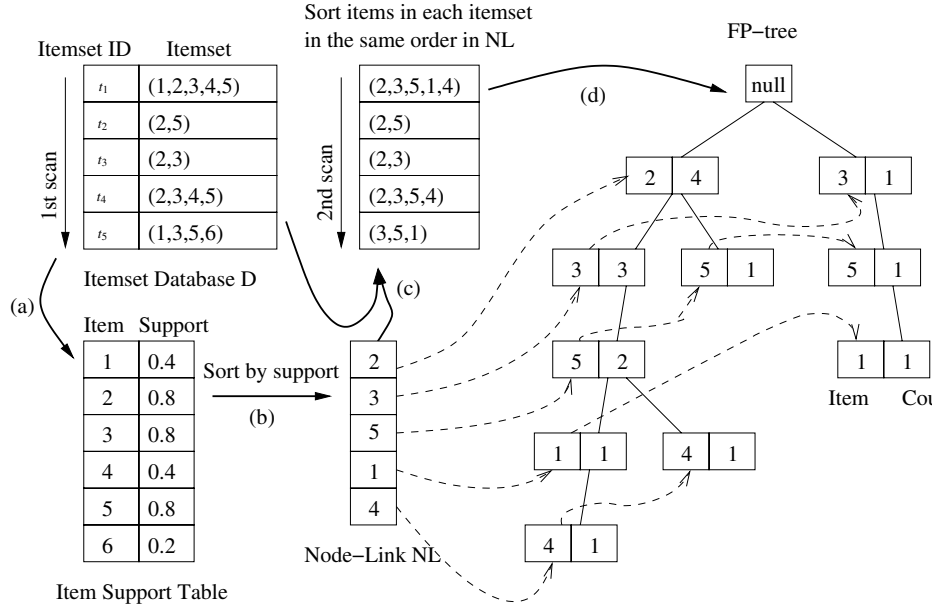 Sort items in each itemset
in the same order in NL
FP-tree
Itemset ID Itemset
t1 (1,2,3,4,5)
t2 (2,5)
t3 (2,3)
t4 (2,3,4,5)
t5 (1,3,5,6)
1st scan
Itemset Database D
(2,3,5,1,4)
(2,5)
(2,3)
(2,3,5,4)
(3,5,1)
2nd scan
(a)
(c)
(d)
Item Support
1 0.4
2 0.8
3 0.8
4 0.4
5 0.8
6 0.2
Item Support Table
Sort by support
(b)
2
3
5
1
4
Node-Link NL
null
2 4
3 1
3 3
5 1
5 1
5 2
1 1
Item Cou
1 1
4 1
4 1